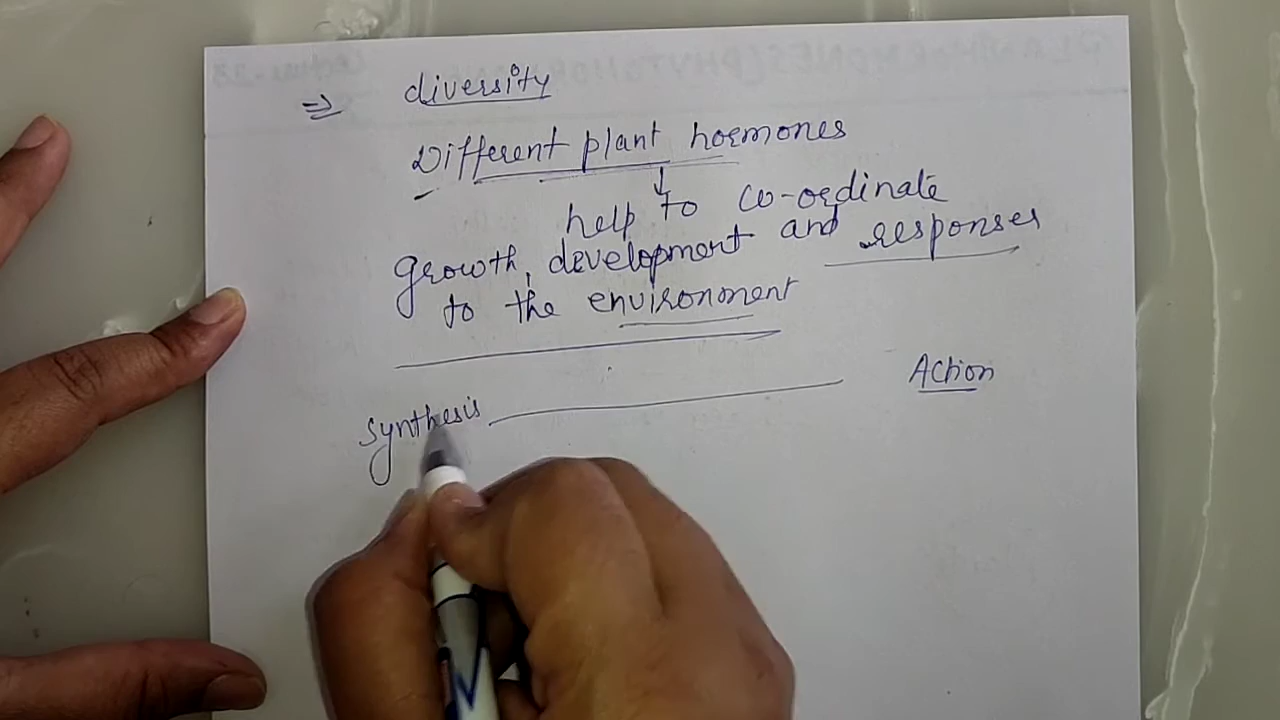 ⇒ diversity
Different plant hormones
↓
help to co-ordinate
growth, development and responses
to the environment
Action
Synthesis